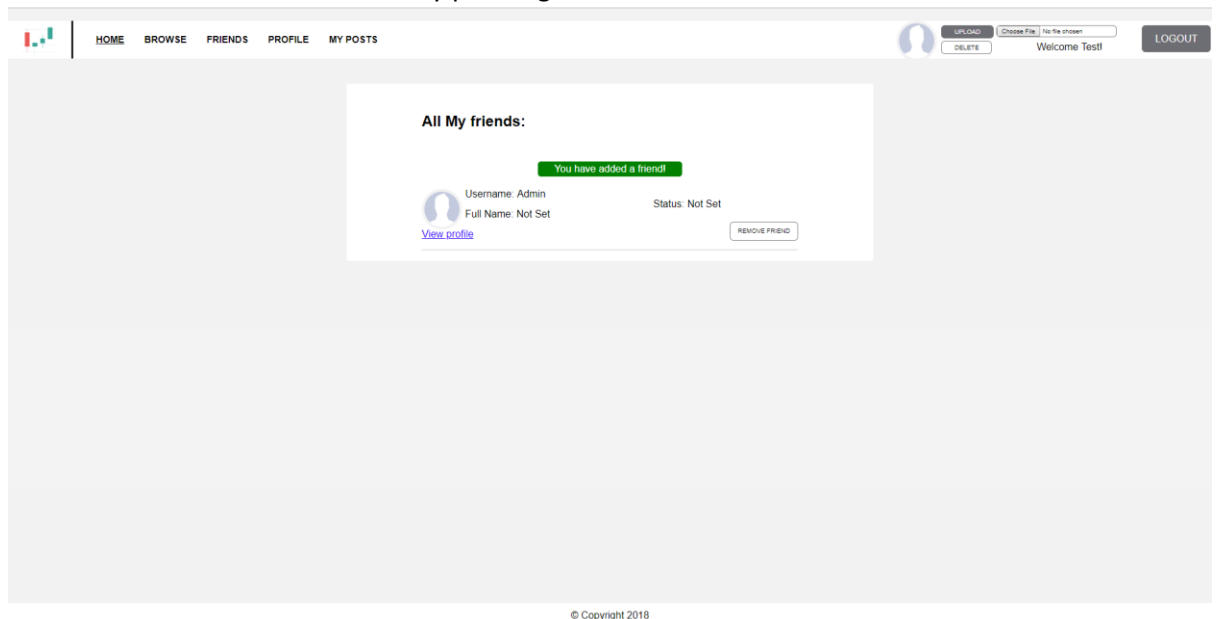 HOME BROWSE FRIENDS PROFILE MY POSTS
UPLOAD Choose File No file chosen
DELETE Welcome Test!
LOGOUT
All My friends:
You have added a friend!
Username: Admin
Full Name: Not Set
Status: Not Set
View profile
REMOVE FRIEND
© Copyright 2018